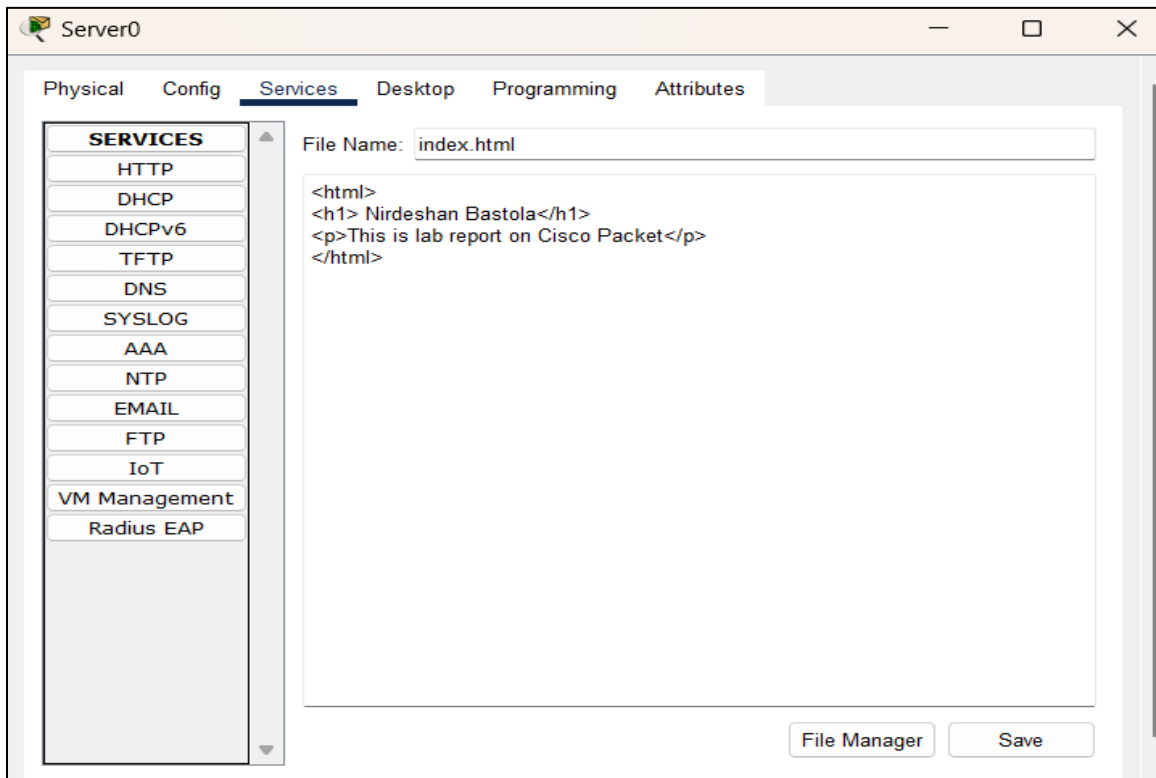 Server0
Physical Config Services Desktop Programming Attributes
SERVICES
HTTP
DHCP
DHCPv6
TFTP
DNS
SYSLOG
AAA
NTP
EMAIL
FTP
IoT
VM Management
Radius EAP
File Name: index.html
<html>
<h1> Nirdeshan Bastola</h1>
<p>This is lab report on Cisco Packet</p>
</html>
File Manager Save